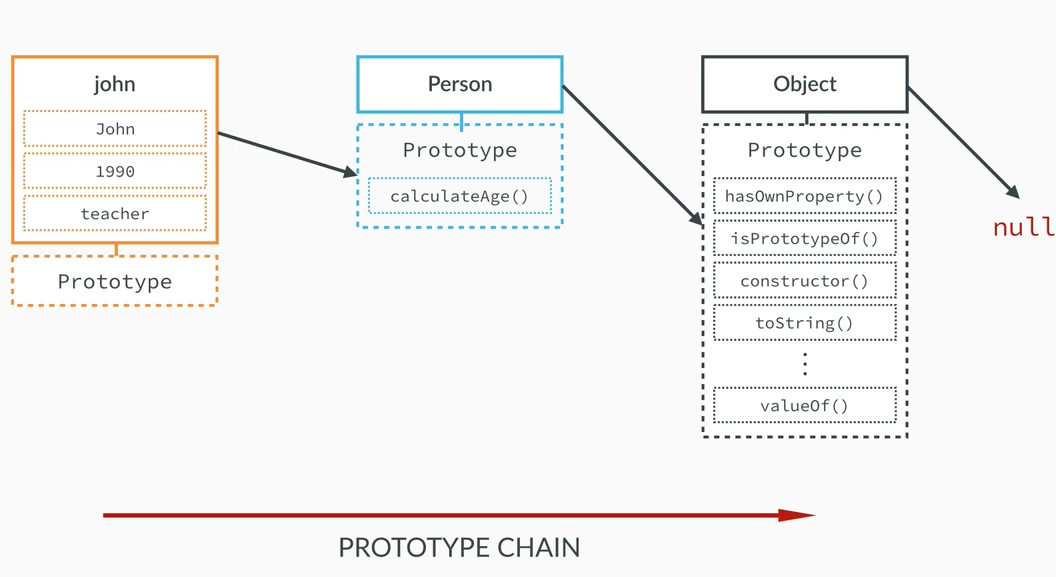 john
John
1990
teacher
Prototype
Person
Prototype
calculateAge()
Object
Prototype
hasOwnProperty()
isPrototypeOf()
constructor()
toString()
⋮
valueOf()
null
PROTOTYPE CHAIN